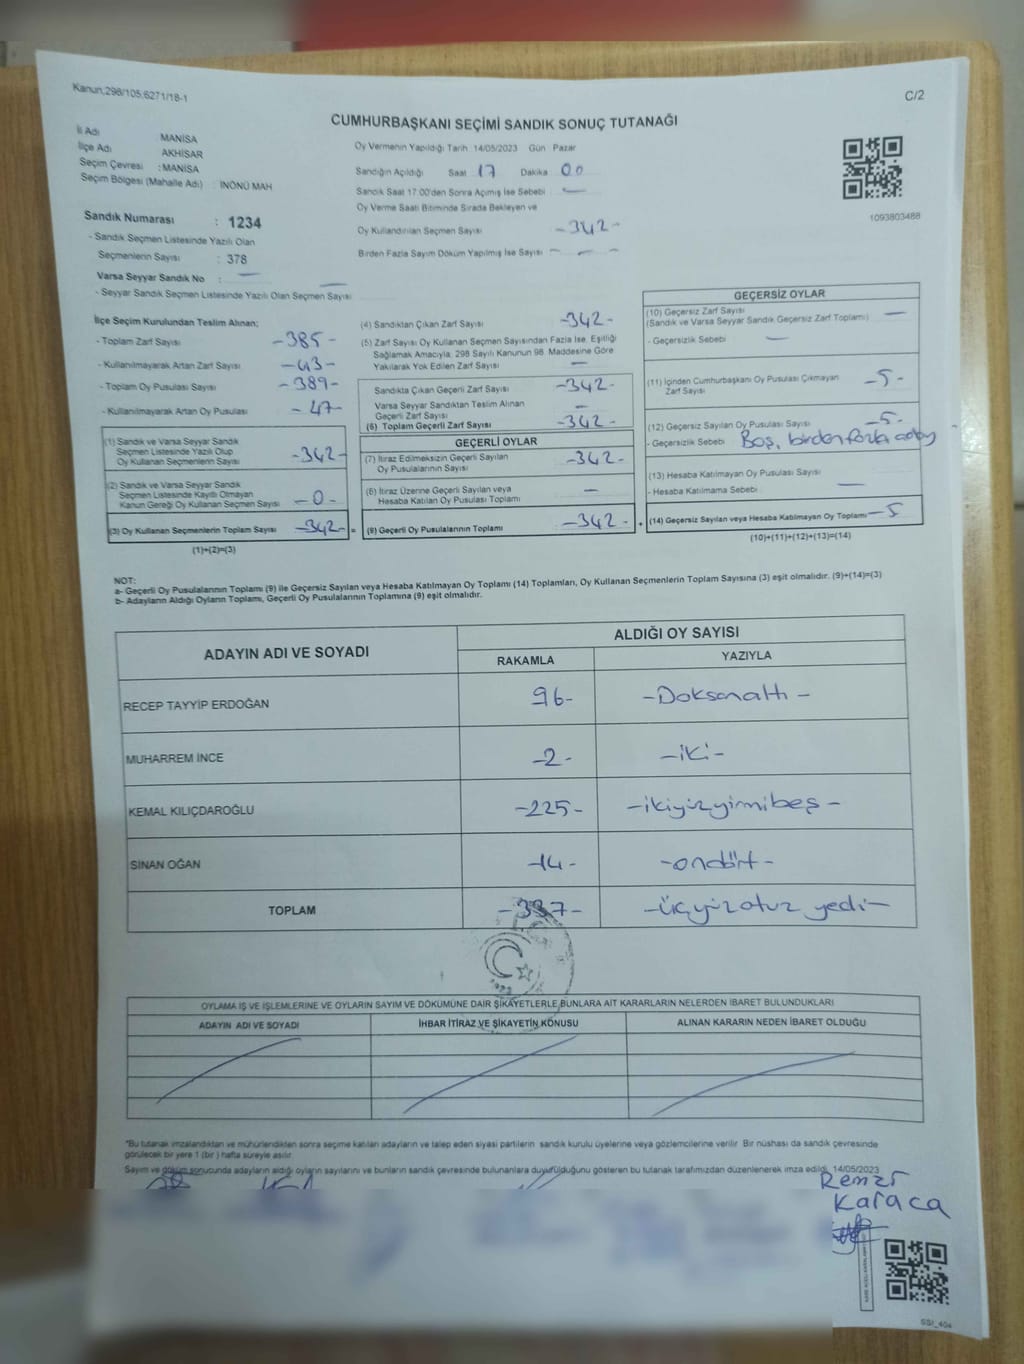 Kanun,298/105,6271/18-1
C/2
CUMHURBAŞKANI SEÇİMİ SANDIK SONUÇ TUTANAĞI
İl Adı MANİSA
İlçe Adı AKHİSAR
Seçim Çevresi : MANİSA
Seçim Bölgesi (Mahalle Adı) : İNÖNÜ MAH
Sandık Numarası : 1234
- Sandık Seçmen Listesinde Yazılı Olan
Seçmenlerin Sayısı : 378
Varsa Seyyar Sandık No : —
- Seyyar Sandık Seçmen Listesinde Yazılı Olan Seçmen Sayısı —
Oy Vermenin Yapıldığı Tarih 14/05/2023 Gün Pazar
Sandığın Açıldığı Saat 17 Dakika 00
Sandık Saat 17:00'den Sonra Açımış İse Sebebi —
Oy Verme Saati Bitiminde Sırada Bekleyen ve
Oy Kullandırılan Seçmen Sayısı -342-
Birden Fazla Sayım Döküm Yapılmış İse Sayısı - - -
1093803488
İlçe Seçim Kurulundan Teslim Alınan;
- Toplam Zarf Sayısı -385-
- Kullanılmayarak Artan Zarf Sayısı -43-
- Toplam Oy Pusulası Sayısı -389-
- Kullanılmayarak Artan Oy Pusulası -47-
(1) Sandık ve Varsa Seyyar Sandık
Seçmen Listesinde Yazılı Olup
Oy Kullanan Seçmenlerin Sayısı -342-
(2) Sandık ve Varsa Seyyar Sandık
Seçmen Listesinde Kayıtlı Olmayan
Kanun Gereği Oy Kullanan Seçmen Sayısı -0-
(3) Oy Kullanan Seçmenlerin Toplam Sayısı -342- =
(1)+(2)=(3)
(4) Sandıktan Çıkan Zarf Sayısı -342-
(5) Zarf Sayısı Oy Kullanan Seçmen Sayısından Fazla İse, Eşitliği
Sağlamak Amacıyla, 298 Sayılı Kanunun 98. Maddesine Göre
Yakılarak Yok Edilen Zarf Sayısı —
Sandıkta Çıkan Geçerli Zarf Sayısı -342-
Varsa Seyyar Sandıktan Teslim Alınan
Geçerli Zarf Sayısı —
(6) Toplam Geçerli Zarf Sayısı -342-
GEÇERLİ OYLAR
(7) İtiraz Edilmeksizin Geçerli Sayılan
Oy Pusulalarının Sayısı -342-
(8) İtiraz Üzerine Geçerli Sayılan veya
Hesaba Katılan Oy Pusulası Toplamı —
(9) Geçerli Oy Pusulalarının Toplamı -342- +
GEÇERSİZ OYLAR
(10) Geçersiz Zarf Sayısı
(Sandık ve Varsa Seyyar Sandık Geçersiz Zarf Toplamı) —
- Geçersizlik Sebebi —
(11) İçinden Cumhurbaşkanı Oy Pusulası Çıkmayan
Zarf Sayısı -5-
(12) Geçersiz Sayılan Oy Pusulası Sayısı -5-
- Geçersizlik Sebebi Boş, birden fazla aday
(13) Hesaba Katılmayan Oy Pusulası Sayısı
- Hesaba Katılmama Sebebi —
(14) Geçersiz Sayılan veya Hesaba Katılmayan Oy Toplamı -5
(10)+(11)+(12)+(13)=(14)
NOT:
a- Geçerli Oy Pusulalarının Toplamı (9) ile Geçersiz Sayılan veya Hesaba Katılmayan Oy Toplamı (14) Toplamları, Oy Kullanan Seçmenlerin Toplam Sayısına (3) eşit olmalıdır. (9)+(14)=(3)
b- Adayların Aldığı Oyların Toplamı, Geçerli Oy Pusulalarının Toplamına (9) eşit olmalıdır.
ADAYIN ADI VE SOYADI ALDIĞI OY SAYISI
RAKAMLA YAZIYLA
RECEP TAYYİP ERDOĞAN 96- -Doksanaltı-
MUHARREM İNCE -2- -iki-
KEMAL KILIÇDAROĞLU -225- -ikiyüzyirmibeş-
SİNAN OĞAN -14- -ondört-
TOPLAM -337- -üçyüzotuz yedi-
OYLAMA İŞ VE İŞLEMLERİNE VE OYLARIN SAYIM VE DÖKÜMÜNE DAİR ŞİKAYETLERLE BUNLARA AİT KARARLARIN NELERDEN İBARET BULUNDUKLARI
ADAYIN ADI VE SOYADI İHBAR İTİRAZ VE ŞİKAYETİN KONUSU ALINAN KARARIN NEDEN İBARET OLDUĞU
*Bu tutanak imzalandıktan ve mühürlendikten sonra seçime katılan adayların ve talep eden siyasi partilerin sandık kurulu üyelerine veya gözlemcilerine verilir. Bir nüshası da sandık çevresinde
görülecek bir yere 1 (bir) hafta süreyle asılır.
Sayım ve döküm sonucunda adayların aldığı oyların sayılarını ve bunların sandık çevresinde bulunanlara duyurulduğunu gösteren bu tutanak tarafımızdan düzenlenerek imza edildi. 14/05/2023
Remzi
Karaca